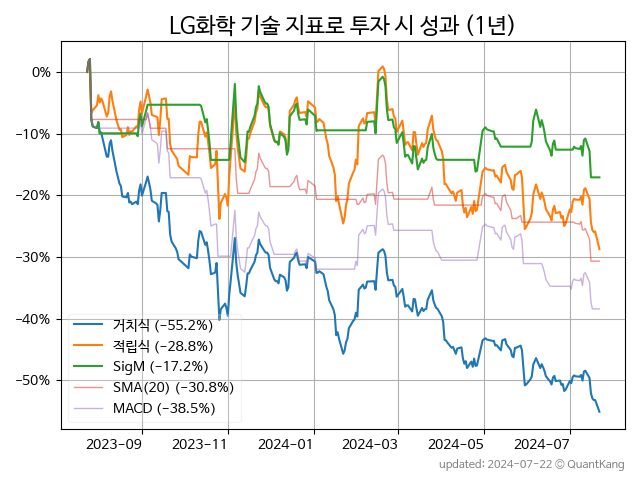 LG화학 기술 지표로 투자 시 성과 (1년)
0%
−10%
−20%
−30%
−40%
−50%
거치식 (−55.2%)
적립식 (−28.8%)
SigM (−17.2%)
SMA(20) (−30.8%)
MACD (−38.5%)
2023-09 2023-11 2024-01 2024-03 2024-05 2024-07
updated: 2024-07-22 © QuantKang